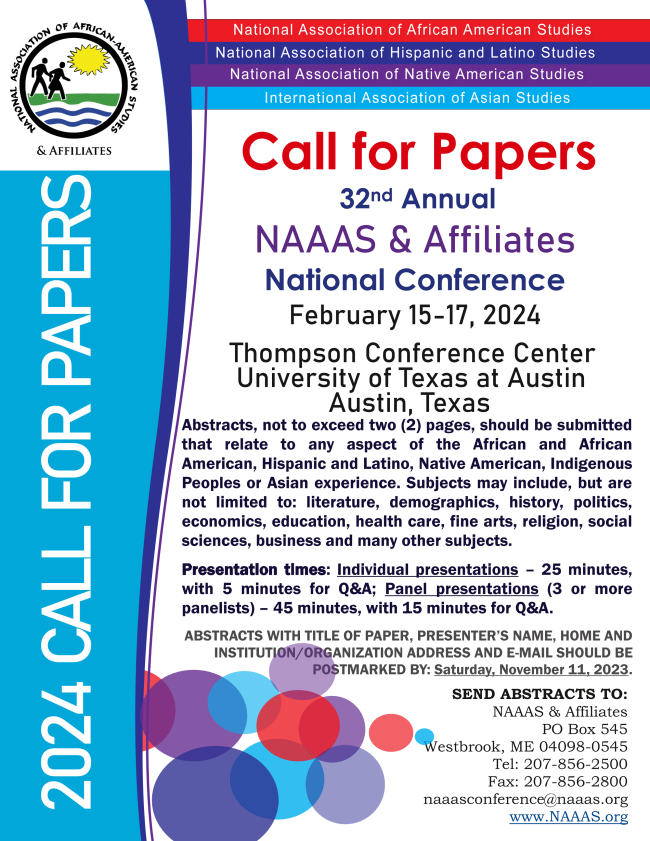 NATIONAL ASSOCIATION OF AFRICAN-AMERICAN STUDIES
& AFFILIATES
National Association of African American Studies
National Association of Hispanic and Latino Studies
National Association of Native American Studies
International Association of Asian Studies
2024 CALL FOR PAPERS
Call for Papers
32nd Annual
NAAAS & Affiliates
National Conference
February 15-17, 2024
Thompson Conference Center
University of Texas at Austin
Austin, Texas
Abstracts, not to exceed two (2) pages, should be submitted
that relate to any aspect of the African and African
American, Hispanic and Latino, Native American, Indigenous
Peoples or Asian experience. Subjects may include, but are
not limited to: literature, demographics, history, politics,
economics, education, health care, fine arts, religion, social
sciences, business and many other subjects.
Presentation times: Individual presentations – 25 minutes,
with 5 minutes for Q&A; Panel presentations (3 or more
panelists) – 45 minutes, with 15 minutes for Q&A.
ABSTRACTS WITH TITLE OF PAPER, PRESENTER'S NAME, HOME AND
INSTITUTION/ORGANIZATION ADDRESS AND E-MAIL SHOULD BE
POSTMARKED BY: Saturday, November 11, 2023.
SEND ABSTRACTS TO:
NAAAS & Affiliates
PO Box 545
Westbrook, ME 04098-0545
Tel: 207-856-2500
Fax: 207-856-2800
naaasconference@naaas.org
www.NAAAS.org